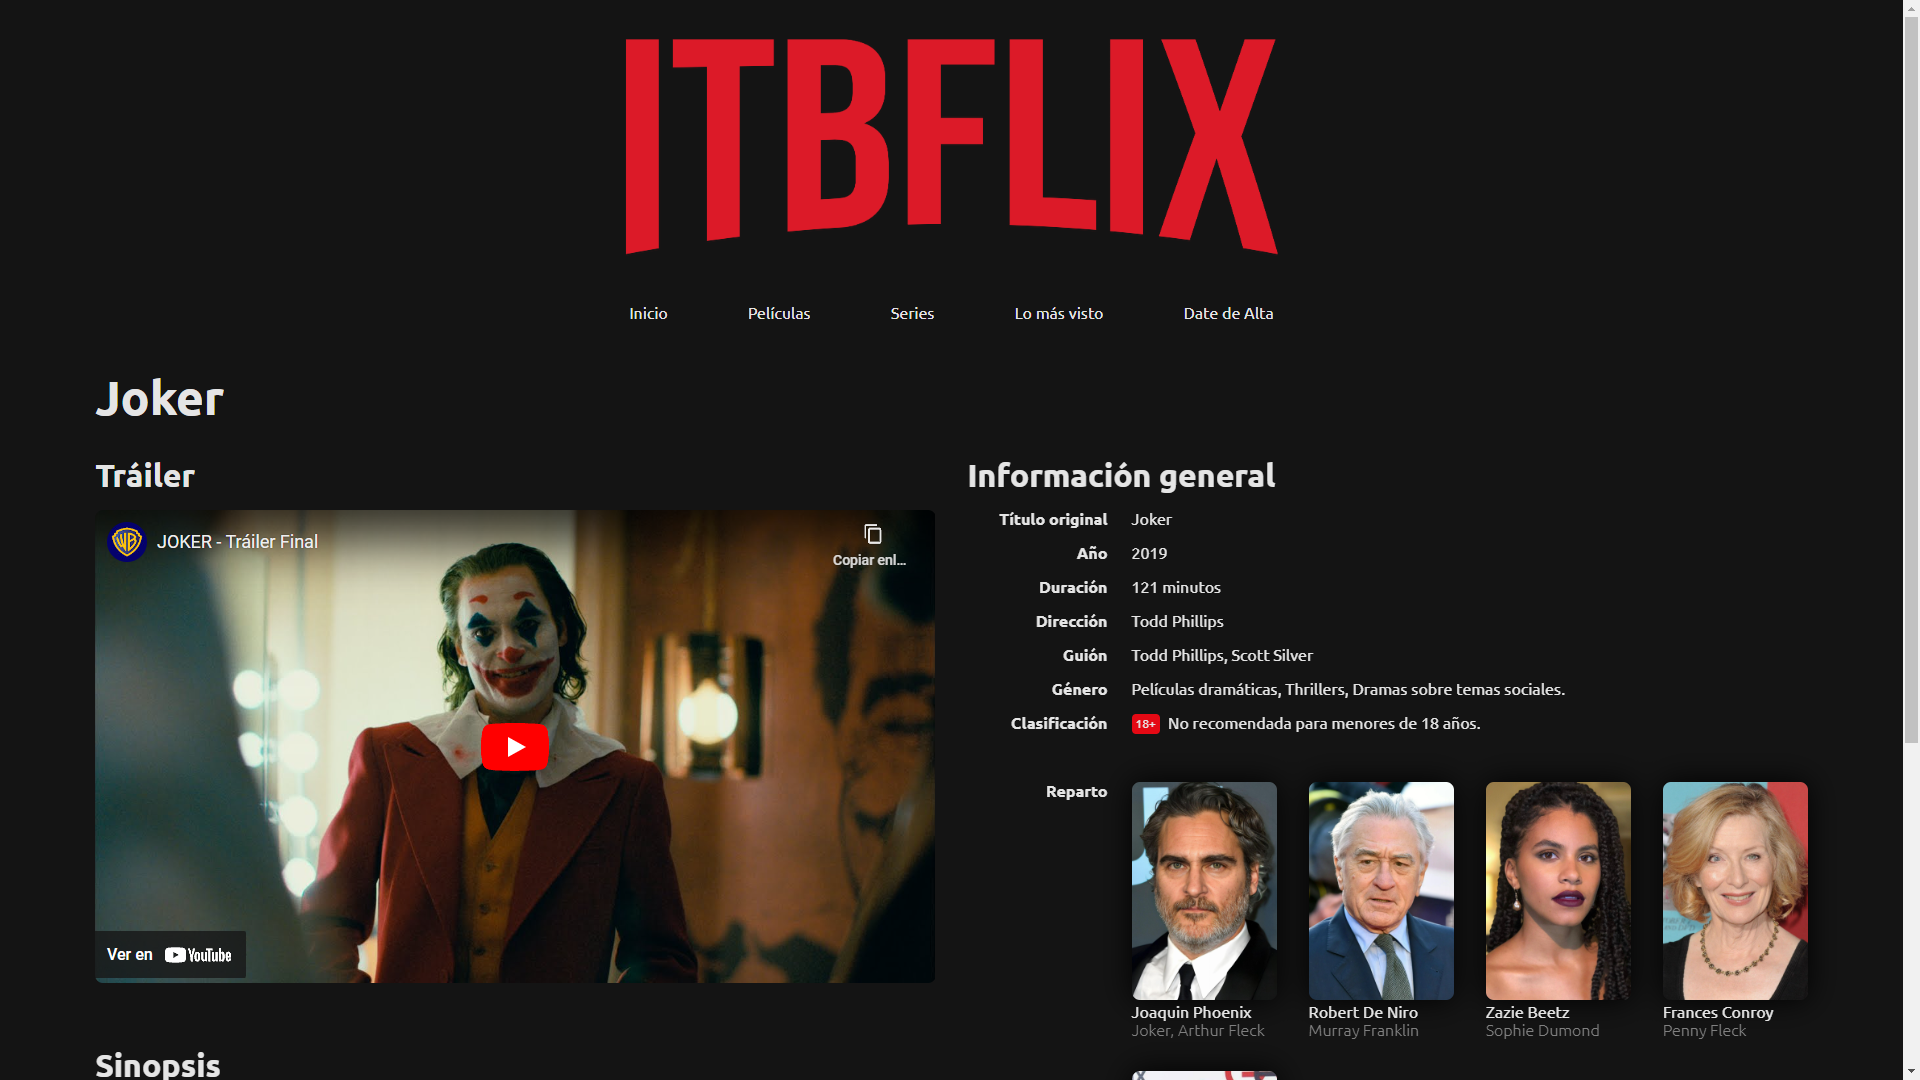 ITBFLIX
Inicio
Películas
Series
Lo más visto
Date de Alta
Joker
Tráiler
JOKER - Tráiler Final
Copiar enl...
Ver en YouTube
Información general
Título original Joker
Año 2019
Duración 121 minutos
Dirección Todd Phillips
Guión Todd Phillips, Scott Silver
Género Películas dramáticas, Thrillers, Dramas sobre temas sociales.
Clasificación 18+ No recomendada para menores de 18 años.
Reparto
Joaquin Phoenix
Joker, Arthur Fleck
Robert De Niro
Murray Franklin
Zazie Beetz
Sophie Dumond
Frances Conroy
Penny Fleck
Sinopsis